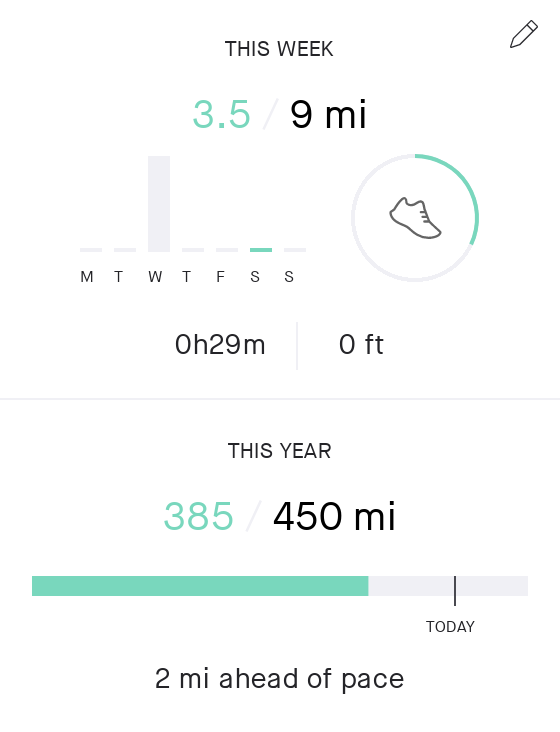 THIS WEEK
3.5 / 9 mi
M T W T F S S
0h29m 0 ft
THIS YEAR
385 / 450 mi
TODAY
2 mi ahead of pace